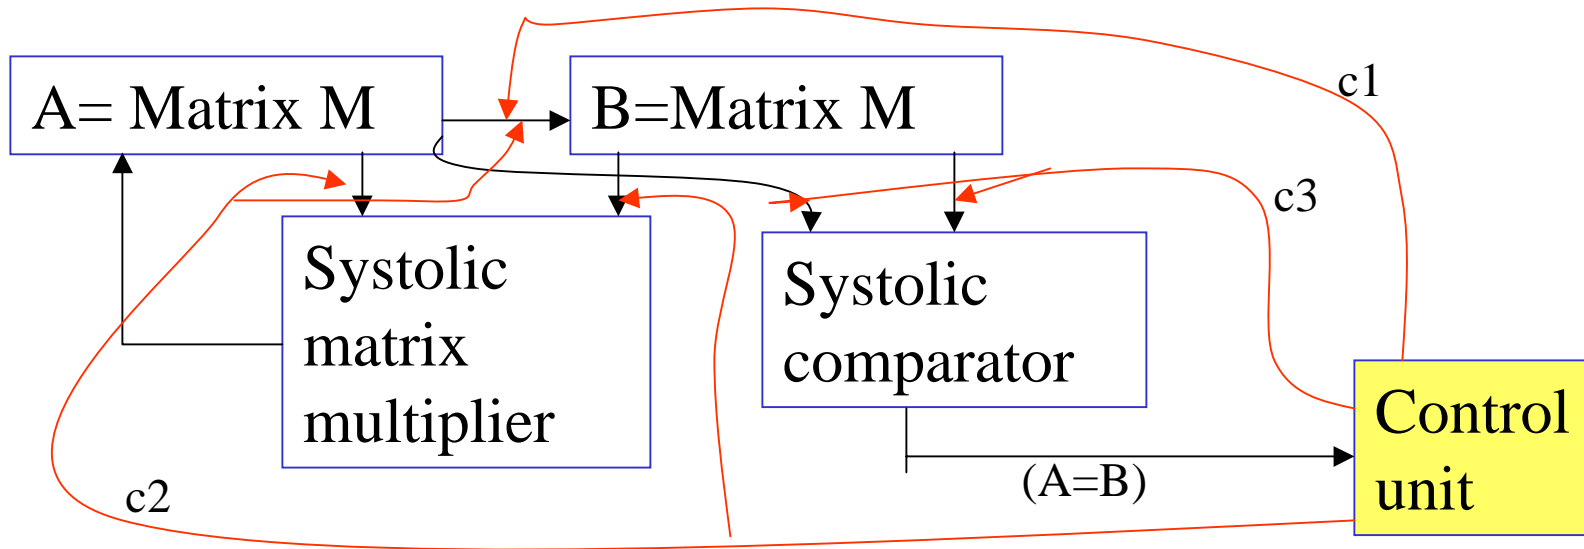 A= Matrix M
B=Matrix M
c1
c3
Systolic
matrix
multiplier
Systolic
comparator
Control
unit
(A=B)
c2